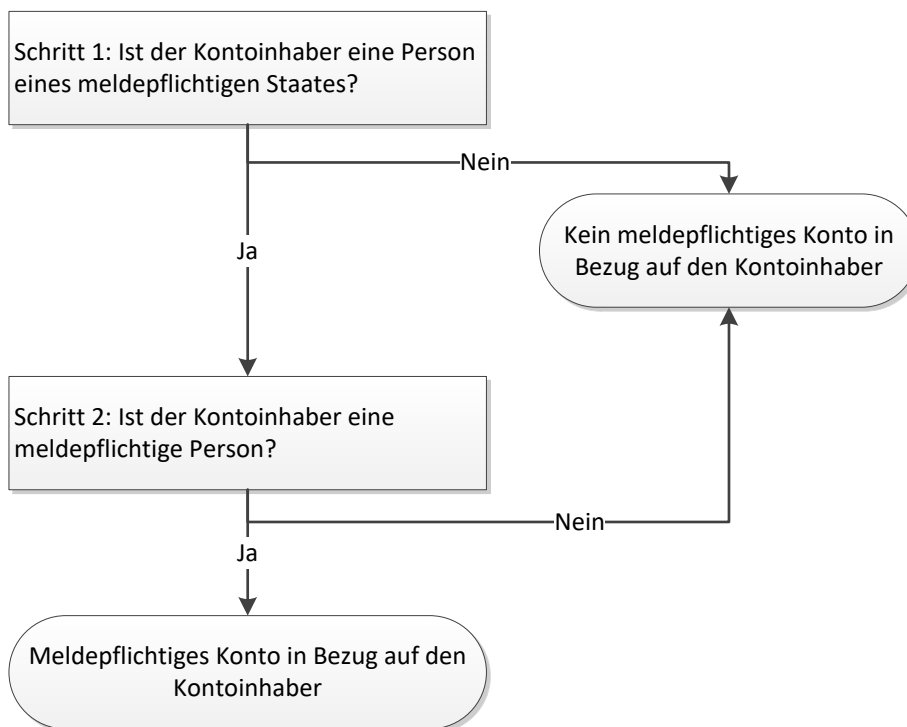 Schritt 1: Ist der Kontoinhaber eine Person
eines meldepflichtigen Staates?
Nein
Kein meldepflichtiges Konto in
Bezug auf den Kontoinhaber
Ja
Schritt 2: Ist der Kontoinhaber eine
meldepflichtige Person?
Nein
Ja
Meldepflichtiges Konto in Bezug auf den
Kontoinhaber